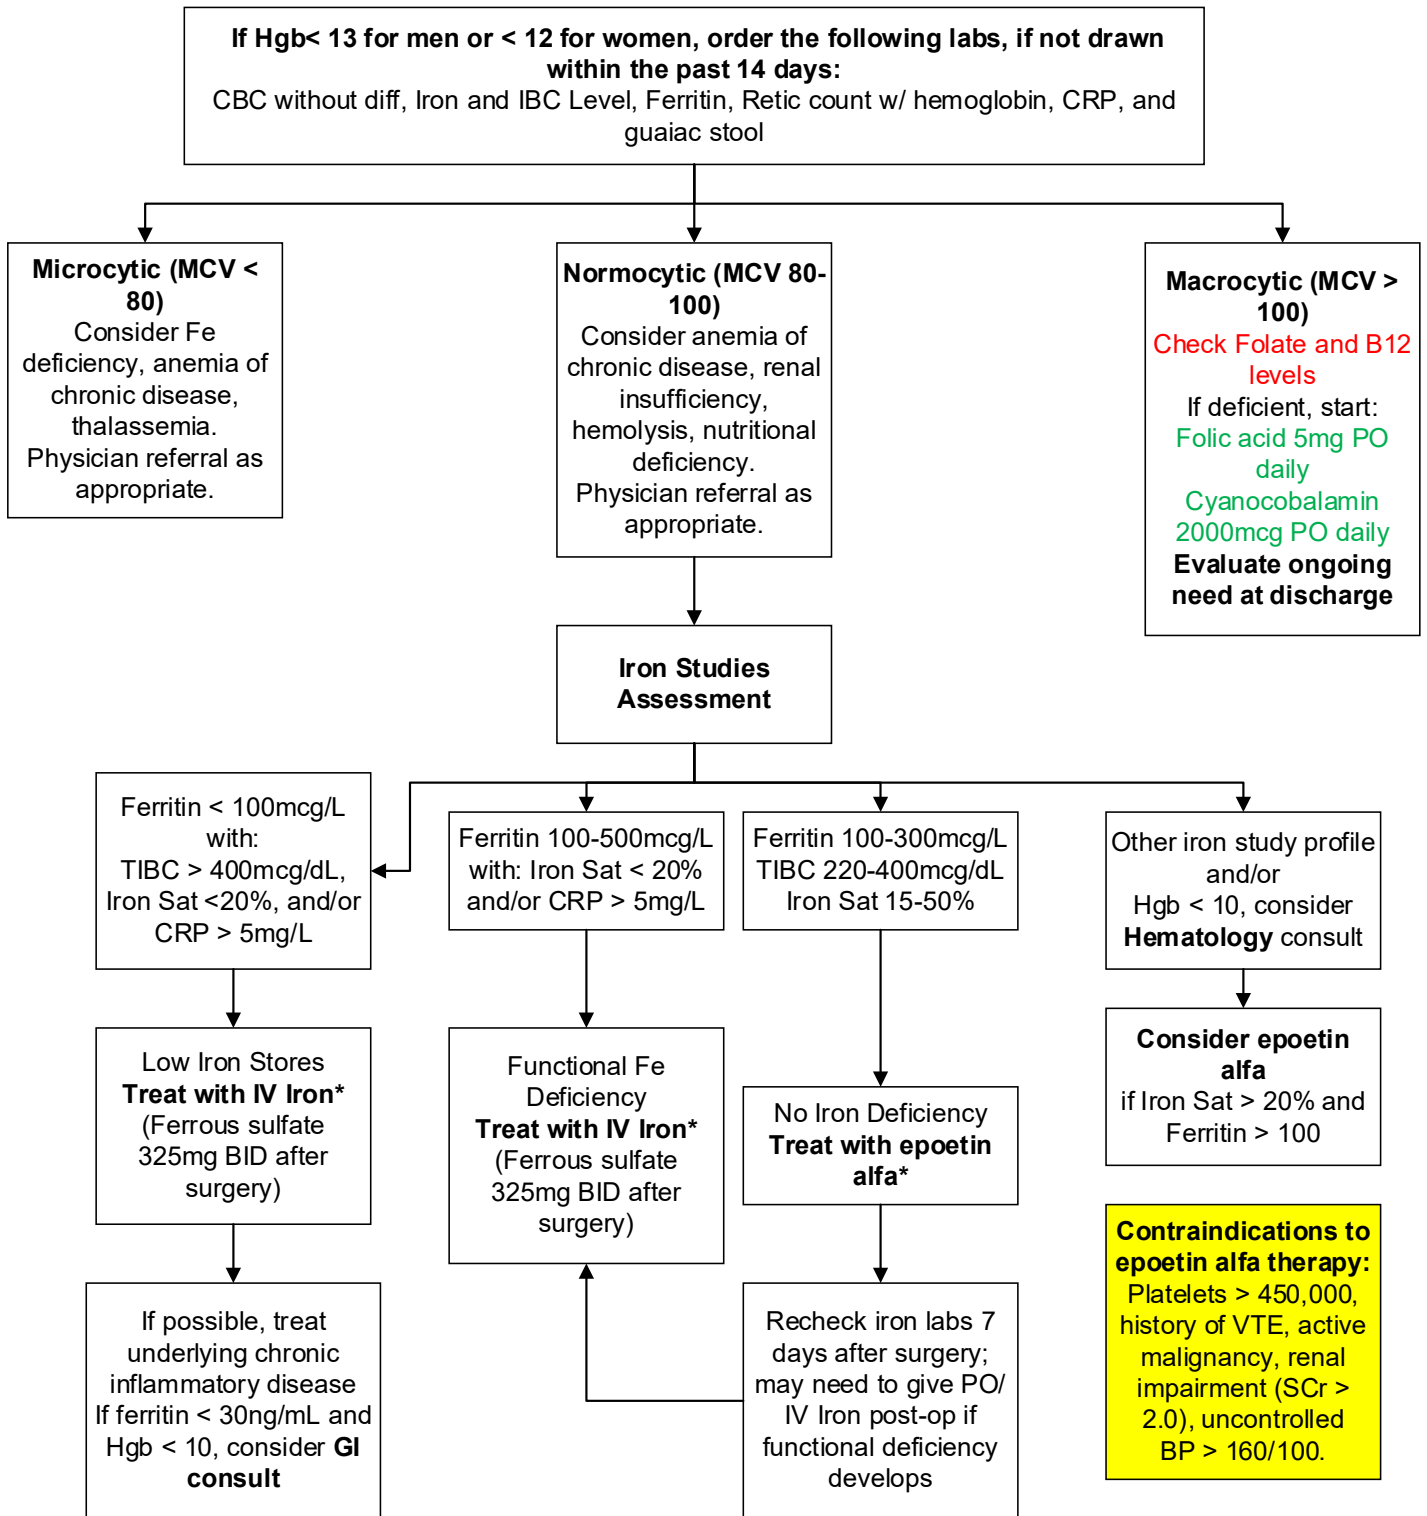 If Hgb< 13 for men or < 12 for women, order the following labs, if not drawn
within the past 14 days:
CBC without diff, Iron and IBC Level, Ferritin, Retic count w/ hemoglobin, CRP, and
guaiac stool
Microcytic (MCV <
80)
Consider Fe
deficiency, anemia of
chronic disease,
thalassemia.
Physician referral as
appropriate.
Normocytic (MCV 80-
100)
Consider anemia of
chronic disease, renal
insufficiency,
hemolysis, nutritional
deficiency.
Physician referral as
appropriate.
Macrocytic (MCV >
100)
Check Folate and B12
levels
If deficient, start:
Folic acid 5mg PO
daily
Cyanocobalamin
2000mcg PO daily
Evaluate ongoing
need at discharge
Iron Studies
Assessment
Ferritin < 100mcg/L
with:
TIBC > 400mcg/dL,
Iron Sat <20%, and/or
CRP > 5mg/L
Ferritin 100-500mcg/L
with: Iron Sat < 20%
and/or CRP > 5mg/L
Ferritin 100-300mcg/L
TIBC 220-400mcg/dL
Iron Sat 15-50%
Other iron study profile
and/or
Hgb < 10, consider
Hematology consult
Low Iron Stores
Treat with IV Iron*
(Ferrous sulfate
325mg BID after
surgery)
Functional Fe
Deficiency
Treat with IV Iron*
(Ferrous sulfate
325mg BID after
surgery)
No Iron Deficiency
Treat with epoetin
alfa*
Consider epoetin
alfa
if Iron Sat > 20% and
Ferritin > 100
If possible, treat
underlying chronic
inflammatory disease
If ferritin < 30ng/mL and
Hgb < 10, consider GI
consult
Recheck iron labs 7
days after surgery;
may need to give PO/
IV Iron post-op if
functional deficiency
develops
Contraindications to
epoetin alfa therapy:
Platelets > 450,000,
history of VTE, active
malignancy, renal
impairment (SCr >
2.0), uncontrolled
BP > 160/100.